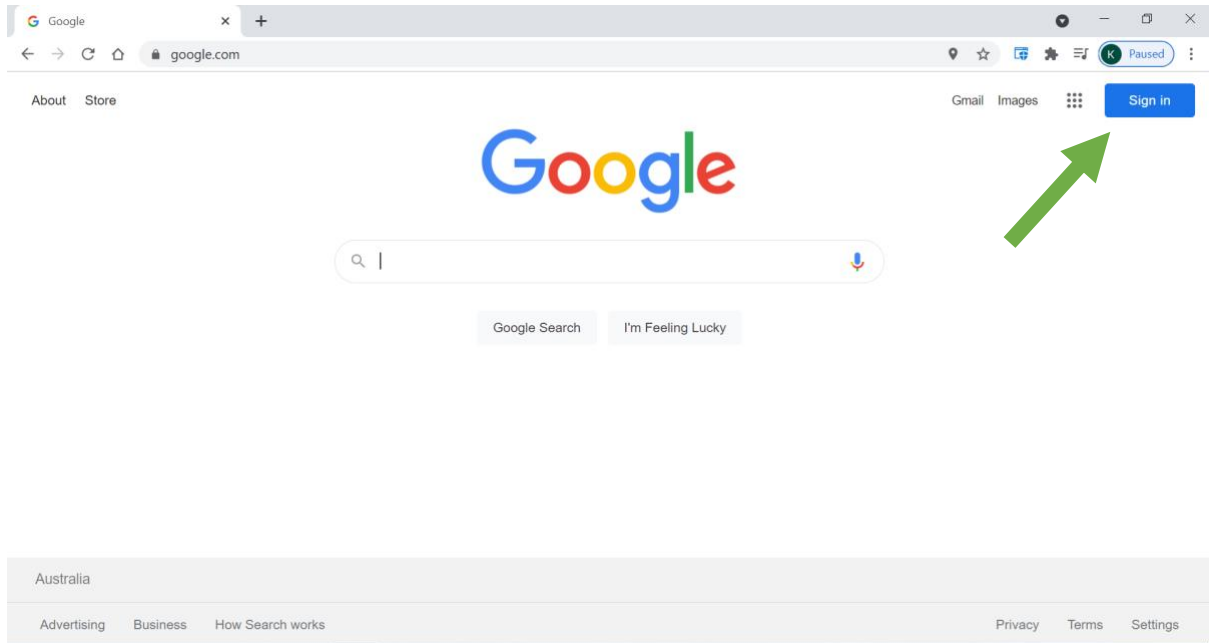 Google
google.com
K Paused
About Store
Gmail Images Sign in
Google
Google Search I'm Feeling Lucky
Australia
Advertising Business How Search works
Privacy Terms Settings